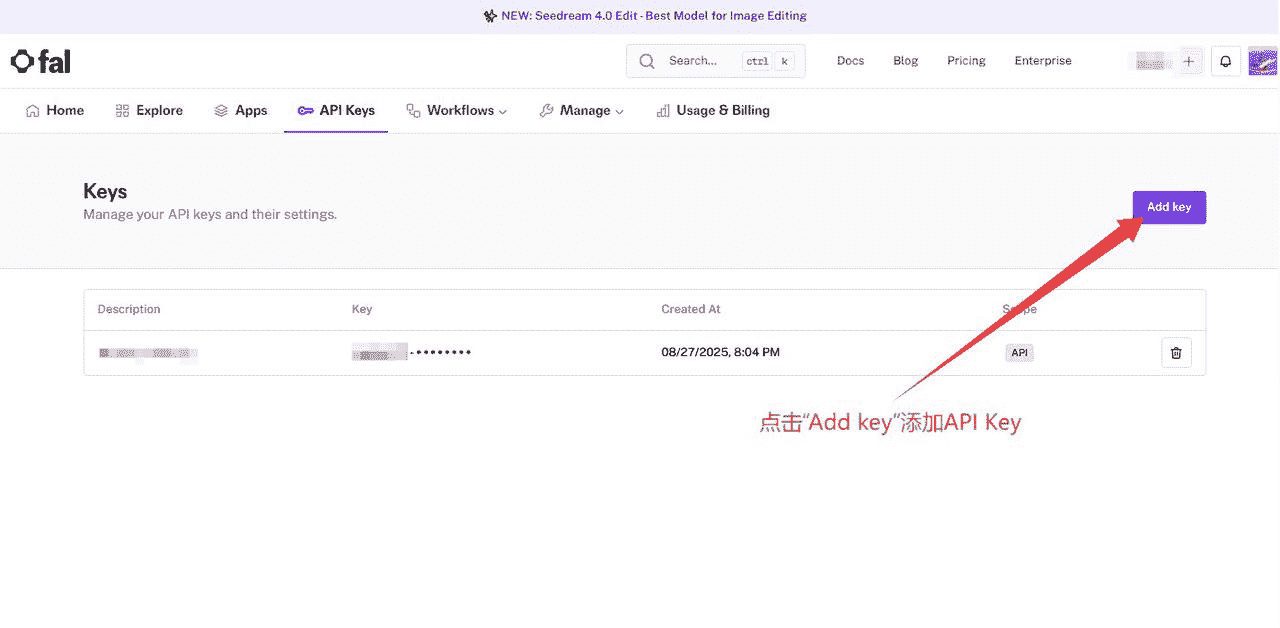 NEW: Seedream 4.0 Edit - Best Model for Image Editing
fal Search... ctrl k Docs Blog Pricing Enterprise +
Home Explore Apps API Keys Workflows Manage Usage & Billing
Keys
Manage your API keys and their settings.
Add key
Description Key Created At Scope
•••••••• 08/27/2025, 8:04 PM API
点击“Add key”添加API Key